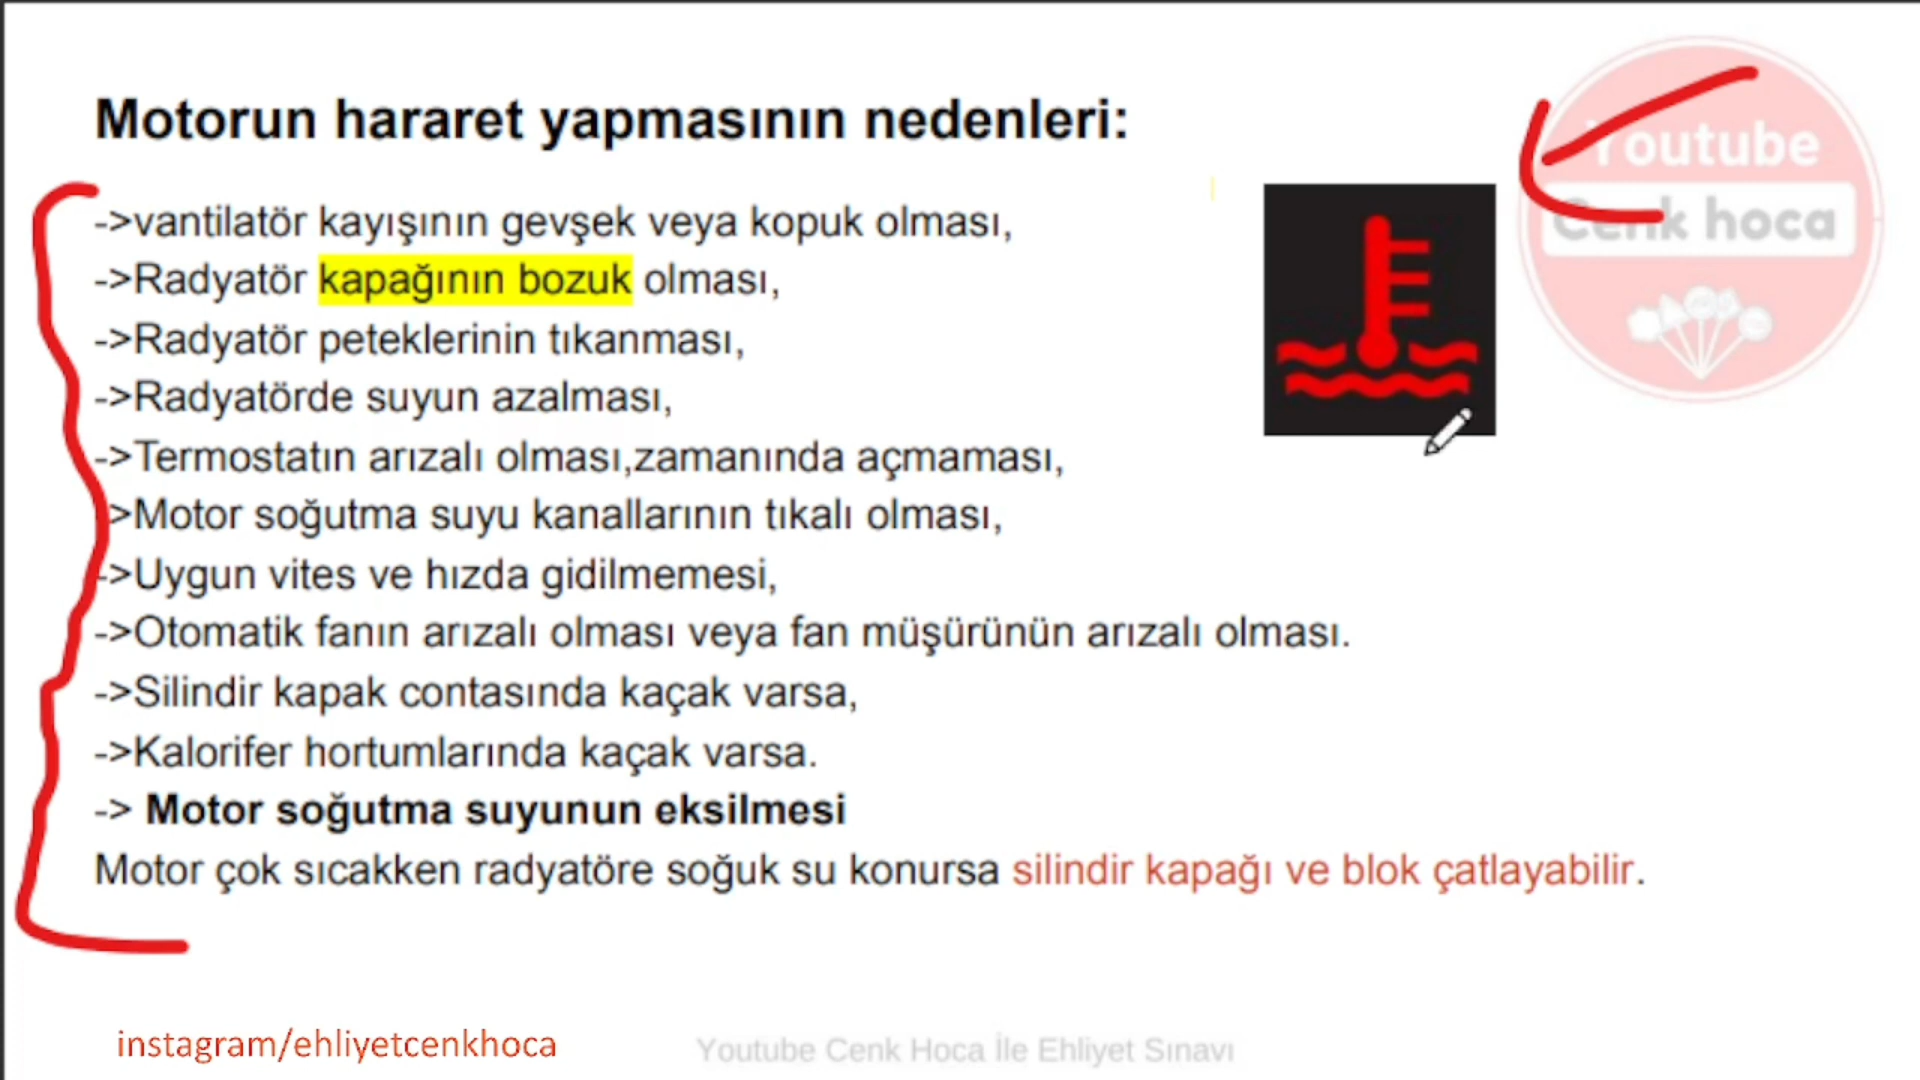 Motorun hararet yapmasının nedenleri:
->vantilatör kayışının gevşek veya kopuk olması,
->Radyatör kapağının bozuk olması,
->Radyatör peteklerinin tıkanması,
->Radyatörde suyun azalması,
->Termostatın arızalı olması,zamanında açmaması,
->Motor soğutma suyu kanallarının tıkalı olması,
->Uygun vites ve hızda gidilmemesi,
->Otomatik fanın arızalı olması veya fan müşürünün arızalı olması.
->Silindir kapak contasında kaçak varsa,
->Kalorifer hortumlarında kaçak varsa.
-> Motor soğutma suyunun eksilmesi
Motor çok sıcakken radyatöre soğuk su konursa silindir kapağı ve blok çatlayabilir.
Youtube
Cenk hoca
instagram/ehliyetcenkhoca
Youtube Cenk Hoca İle Ehliyet Sınavı